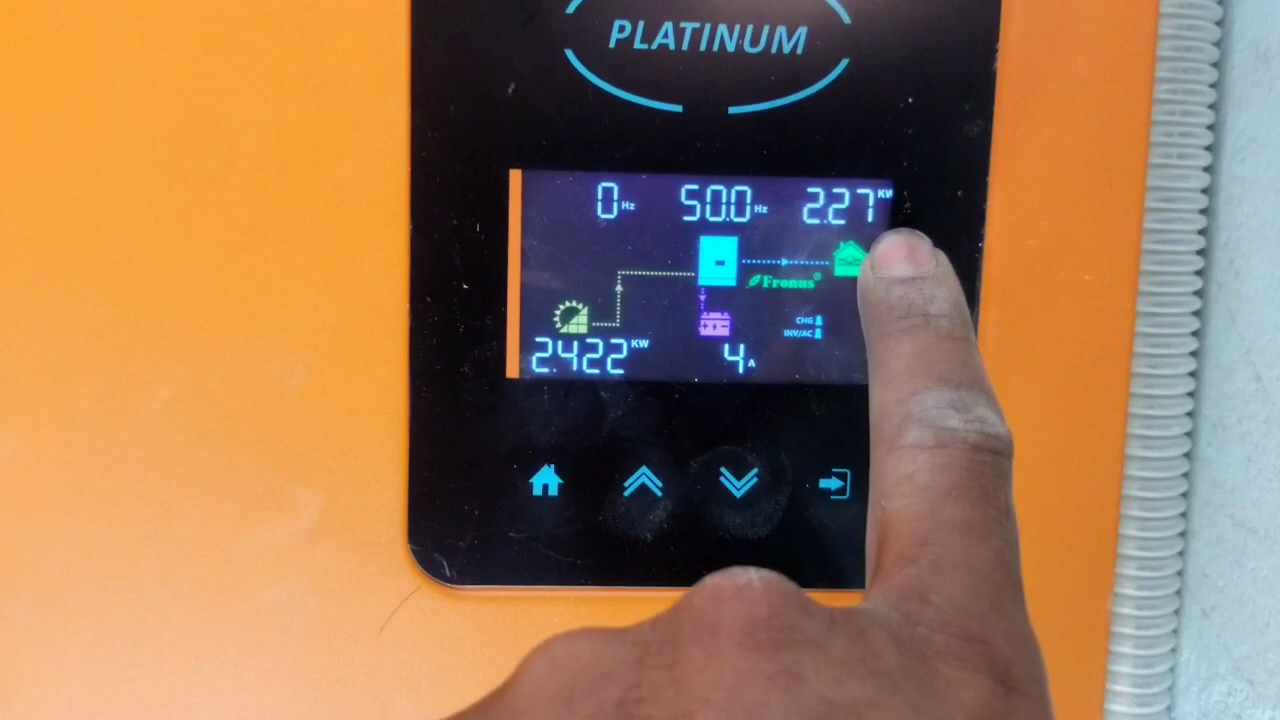 PLATINUM
0 Hz 50.0 Hz 2.27 KW
Fronus®
CHG
INV/AC
2.422 KW 4 A